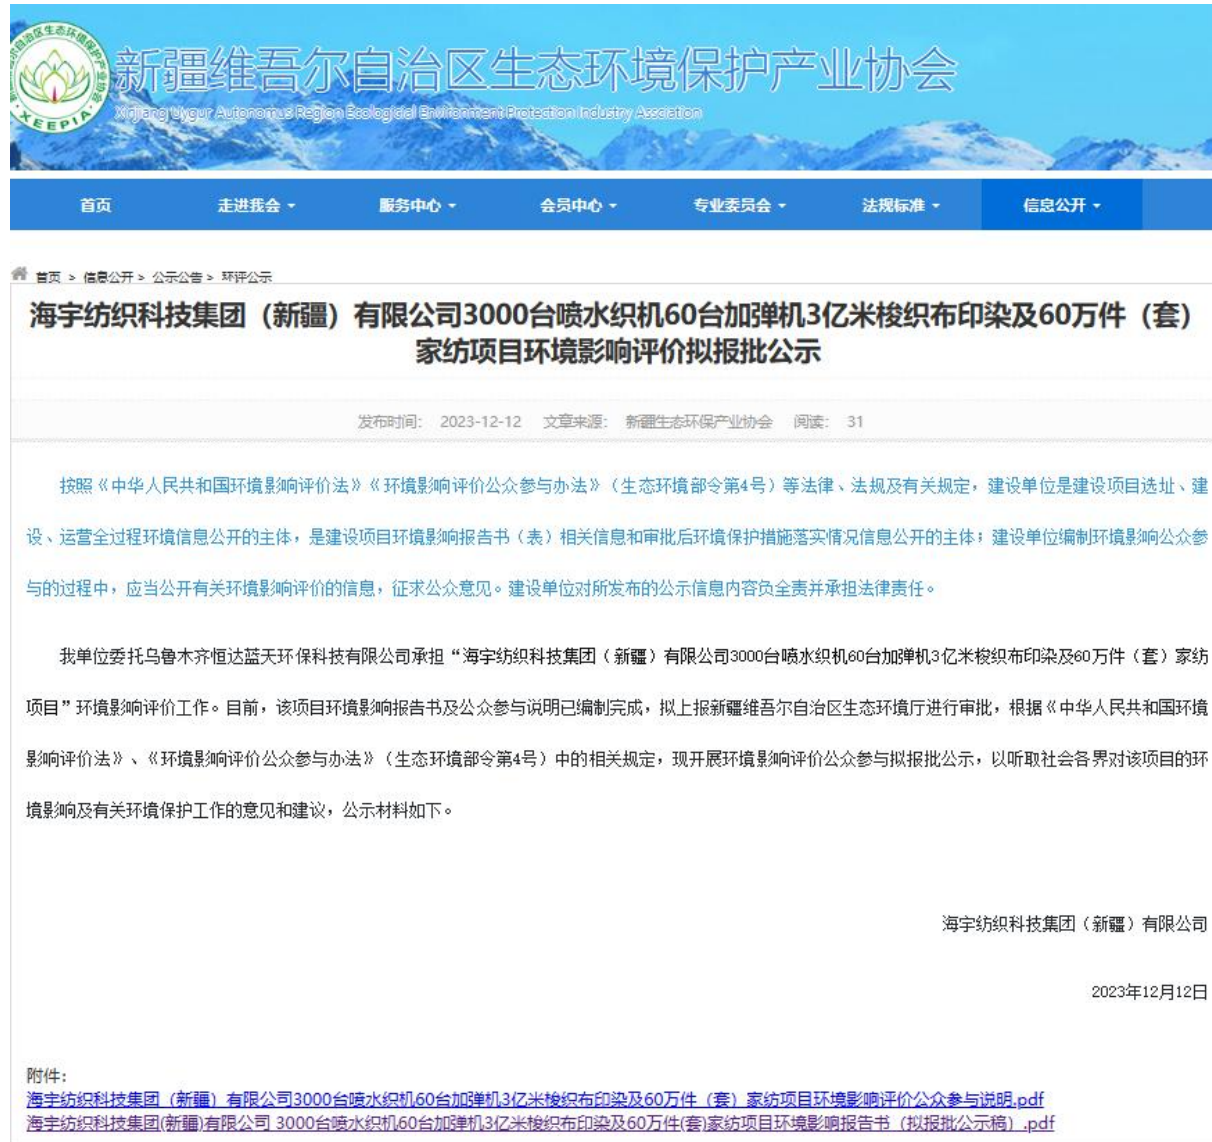 新疆维吾尔自治区生态环境保护产业协会
Xinjiang Uygur Autonomous Region Ecological Environment Protection Industry Assciation
XEEPIA
首页 走进我会 服务中心 会员中心 专业委员会 法规标准 信息公开
首页 > 信息公开 > 公示公告 > 环评公示
海宇纺织科技集团（新疆）有限公司3000台喷水织机60台加弹机3亿米梭织布印染及60万件（套）
家纺项目环境影响评价拟报批公示
发布时间: 2023-12-12 文章来源: 新疆生态环保产业协会 阅读: 31
按照《中华人民共和国环境影响评价法》《环境影响评价公众参与办法》（生态环境部令第4号）等法律、法规及有关规定，建设单位是建设项目选址、建
设、运营全过程环境信息公开的主体，是建设项目环境影响报告书（表）相关信息和审批后环境保护措施落实情况信息公开的主体；建设单位编制环境影响公众参
与的过程中，应当公开有关环境影响评价的信息，征求公众意见。建设单位对所发布的公示信息内容负全责并承担法律责任。
我单位委托乌鲁木齐恒达蓝天环保科技有限公司承担“海宇纺织科技集团（新疆）有限公司3000台喷水织机60台加弹机3亿米梭织布印染及60万件（套）家纺
项目”环境影响评价工作。目前，该项目环境影响报告书及公众参与说明已编制完成，拟上报新疆维吾尔自治区生态环境厅进行审批，根据《中华人民共和国环境
影响评价法》、《环境影响评价公众参与办法》（生态环境部令第4号）中的相关规定，现开展环境影响评价公众参与拟报批公示，以听取社会各界对该项目的环
境影响及有关环境保护工作的意见和建议，公示材料如下。
海宇纺织科技集团（新疆）有限公司
2023年12月12日
附件:
海宇纺织科技集团（新疆）有限公司3000台喷水织机60台加弹机3亿米梭织布印染及60万件（套）家纺项目环境影响评价公众参与说明.pdf
海宇纺织科技集团(新疆)有限公司 3000台喷水织机60台加弹机3亿米梭织布印染及60万件(套)家纺项目环境影响报告书（拟报批公示稿）.pdf